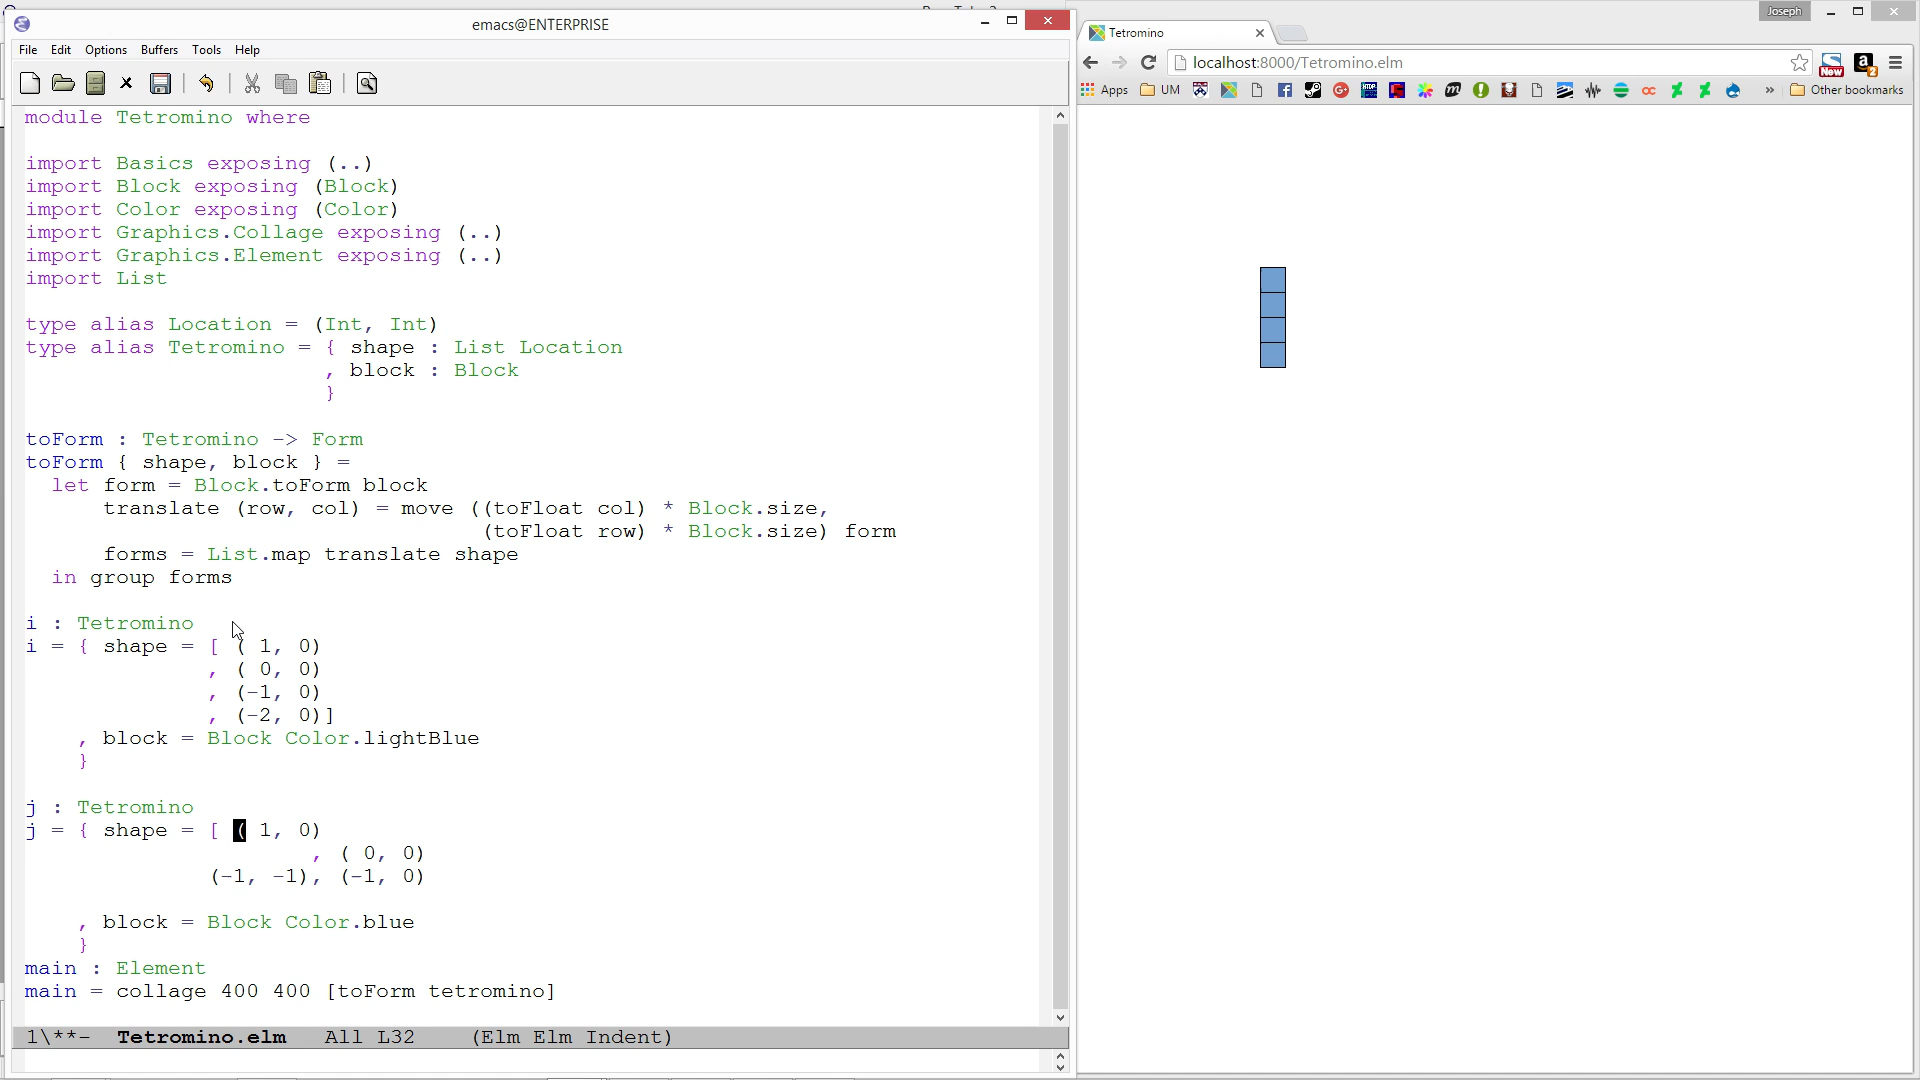 emacs@ENTERPRISE
File Edit Options Buffers Tools Help
module Tetromino where
import Basics exposing (..)
import Block exposing (Block)
import Color exposing (Color)
import Graphics.Collage exposing (..)
import Graphics.Element exposing (..)
import List
type alias Location = (Int, Int)
type alias Tetromino = { shape : List Location
, block : Block
}
toForm : Tetromino -> Form
toForm { shape, block } =
let form = Block.toForm block
translate (row, col) = move ((toFloat col) * Block.size,
(toFloat row) * Block.size) form
forms = List.map translate shape
in group forms
i : Tetromino
i = { shape = [ ( 1, 0)
, ( 0, 0)
, (-1, 0)
, (-2, 0)]
, block = Block Color.lightBlue
}
j : Tetromino
j = { shape = [ ( 1, 0)
, ( 0, 0)
(-1, -1), (-1, 0)
, block = Block Color.blue
}
main : Element
main = collage 400 400 [toForm tetromino]
1\**- Tetromino.elm All L32 (Elm Elm Indent)
Joseph
Tetromino
localhost:8000/Tetromino.elm
New
a 2
Apps UM » Other bookmarks